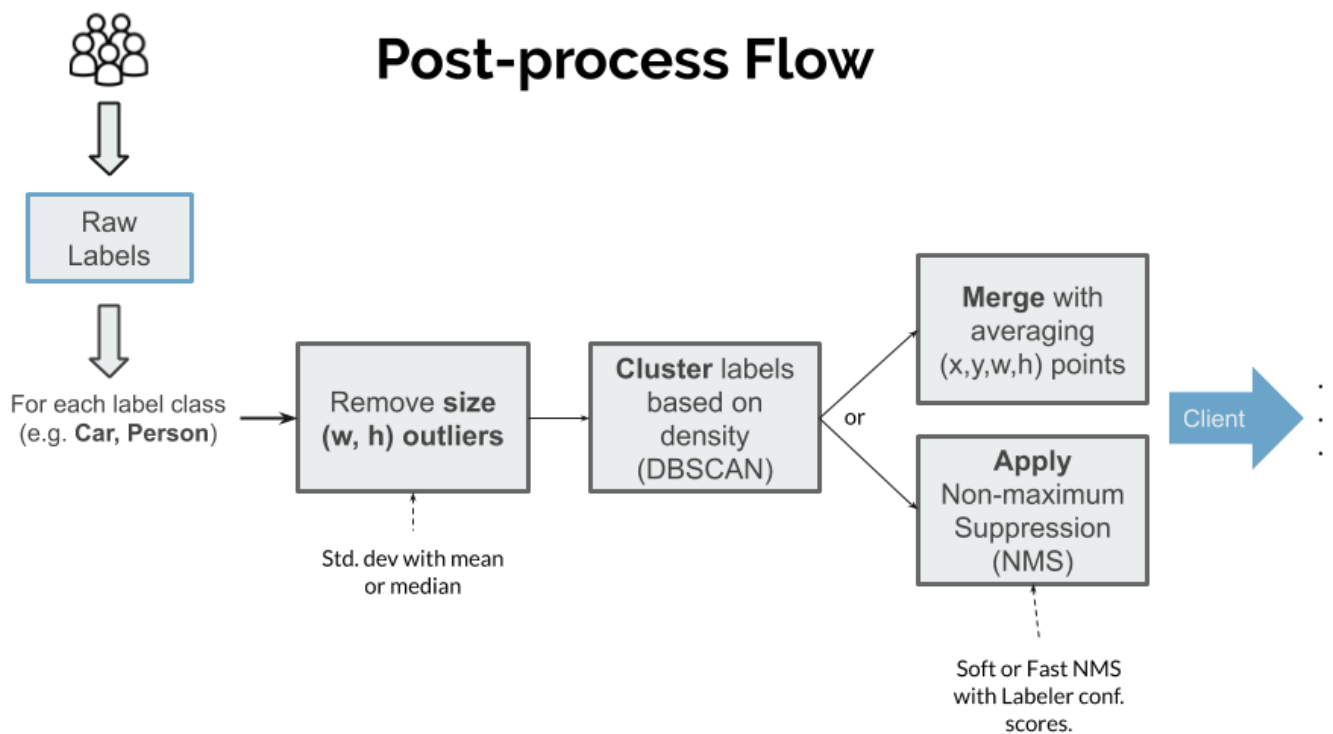 Post-process Flow
Raw
Labels
For each label class
(e.g. Car, Person)
Remove size
(w, h) outliers
Std. dev with mean
or median
Cluster labels
based on
density
(DBSCAN)
or
Merge with
averaging
(x,y,w,h) points
Apply
Non-maximum
Suppression
(NMS)
Soft or Fast NMS
with Labeler conf.
scores.
Client
.
.
.